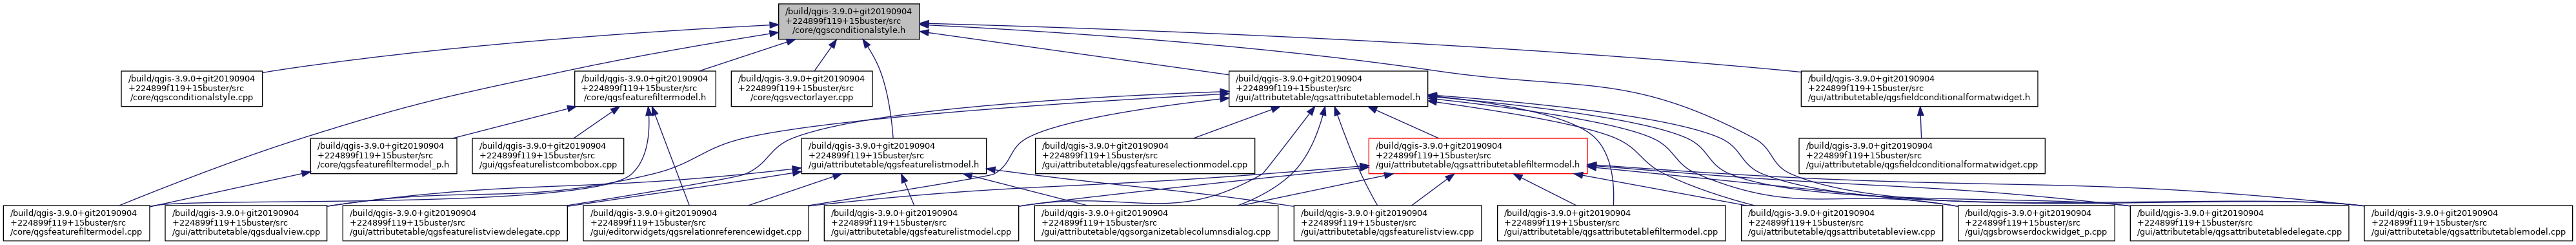 /build/qgis-3.9.0+git20190904
+224899f119+15buster/src
/core/qgsconditionalstyle.h
/build/qgis-3.9.0+git20190904
+224899f119+15buster/src
/core/qgsconditionalstyle.cpp
/build/qgis-3.9.0+git20190904
+224899f119+15buster/src
/core/qgsfeaturefiltermodel.h
/build/qgis-3.9.0+git20190904
+224899f119+15buster/src
/core/qgsvectorlayer.cpp
/build/qgis-3.9.0+git20190904
+224899f119+15buster/src
/gui/attributetable/qgsattributetablemodel.h
/build/qgis-3.9.0+git20190904
+224899f119+15buster/src
/gui/attributetable/qgsfieldconditionalformatwidget.h
/build/qgis-3.9.0+git20190904
+224899f119+15buster/src
/core/qgsfeaturefiltermodel_p.h
/build/qgis-3.9.0+git20190904
+224899f119+15buster/src
/gui/qgsfeaturelistcombobox.cpp
/build/qgis-3.9.0+git20190904
+224899f119+15buster/src
/gui/attributetable/qgsfeaturelistmodel.h
/build/qgis-3.9.0+git20190904
+224899f119+15buster/src
/gui/attributetable/qgsfeatureselectionmodel.cpp
/build/qgis-3.9.0+git20190904
+224899f119+15buster/src
/gui/attributetable/qgsattributetablefiltermodel.h
/build/qgis-3.9.0+git20190904
+224899f119+15buster/src
/gui/attributetable/qgsfieldconditionalformatwidget.cpp
/build/qgis-3.9.0+git20190904
+224899f119+15buster/src
/core/qgsfeaturefiltermodel.cpp
/build/qgis-3.9.0+git20190904
+224899f119+15buster/src
/gui/attributetable/qgsdualview.cpp
/build/qgis-3.9.0+git20190904
+224899f119+15buster/src
/gui/attributetable/qgsfeaturelistviewdelegate.cpp
/build/qgis-3.9.0+git20190904
+224899f119+15buster/src
/gui/editorwidgets/qgsrelationreferencewidget.cpp
/build/qgis-3.9.0+git20190904
+224899f119+15buster/src
/gui/attributetable/qgsfeaturelistmodel.cpp
/build/qgis-3.9.0+git20190904
+224899f119+15buster/src
/gui/attributetable/qgsorganizetablecolumnsdialog.cpp
/build/qgis-3.9.0+git20190904
+224899f119+15buster/src
/gui/attributetable/qgsfeaturelistview.cpp
/build/qgis-3.9.0+git20190904
+224899f119+15buster/src
/gui/attributetable/qgsattributetablefiltermodel.cpp
/build/qgis-3.9.0+git20190904
+224899f119+15buster/src
/gui/attributetable/qgsattributetableview.cpp
/build/qgis-3.9.0+git20190904
+224899f119+15buster/src
/gui/qgsbrowserdockwidget_p.cpp
/build/qgis-3.9.0+git20190904
+224899f119+15buster/src
/gui/attributetable/qgsattributetabledelegate.cpp
/build/qgis-3.9.0+git20190904
+224899f119+15buster/src
/gui/attributetable/qgsattributetablemodel.cpp